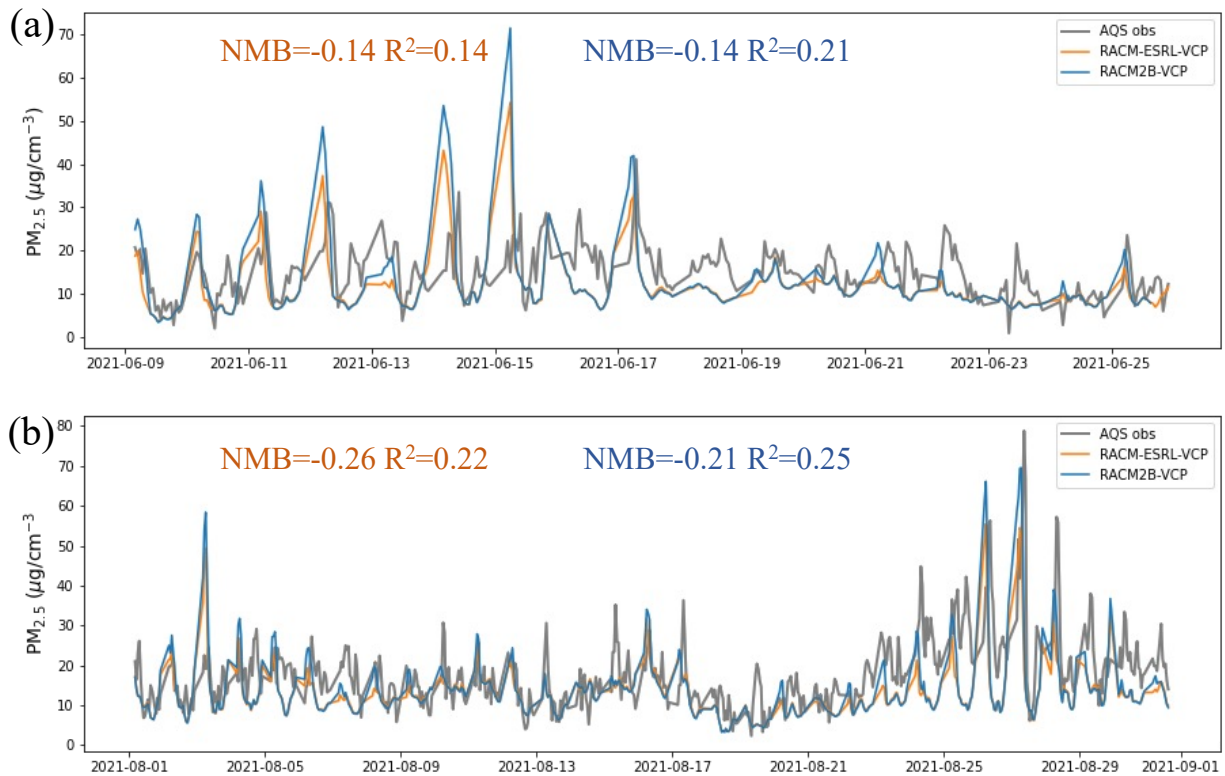 (a)
NMB=-0.14 R²=0.14
NMB=-0.14 R²=0.21
AQS obs
RACM-ESRL-VCP
RACM2B-VCP
PM2.5 (μg/cm⁻³)
70
60
50
40
30
20
10
0
2021-06-09
2021-06-11
2021-06-13
2021-06-15
2021-06-17
2021-06-19
2021-06-21
2021-06-23
2021-06-25
(b)
NMB=-0.26 R²=0.22
NMB=-0.21 R²=0.25
AQS obs
RACM-ESRL-VCP
RACM2B-VCP
PM2.5 (μg/cm⁻³
80
70
60
50
40
30
20
10
0
2021-08-01
2021-08-05
2021-08-09
2021-08-13
2021-08-17
2021-08-21
2021-08-25
2021-08-29
2021-09-01